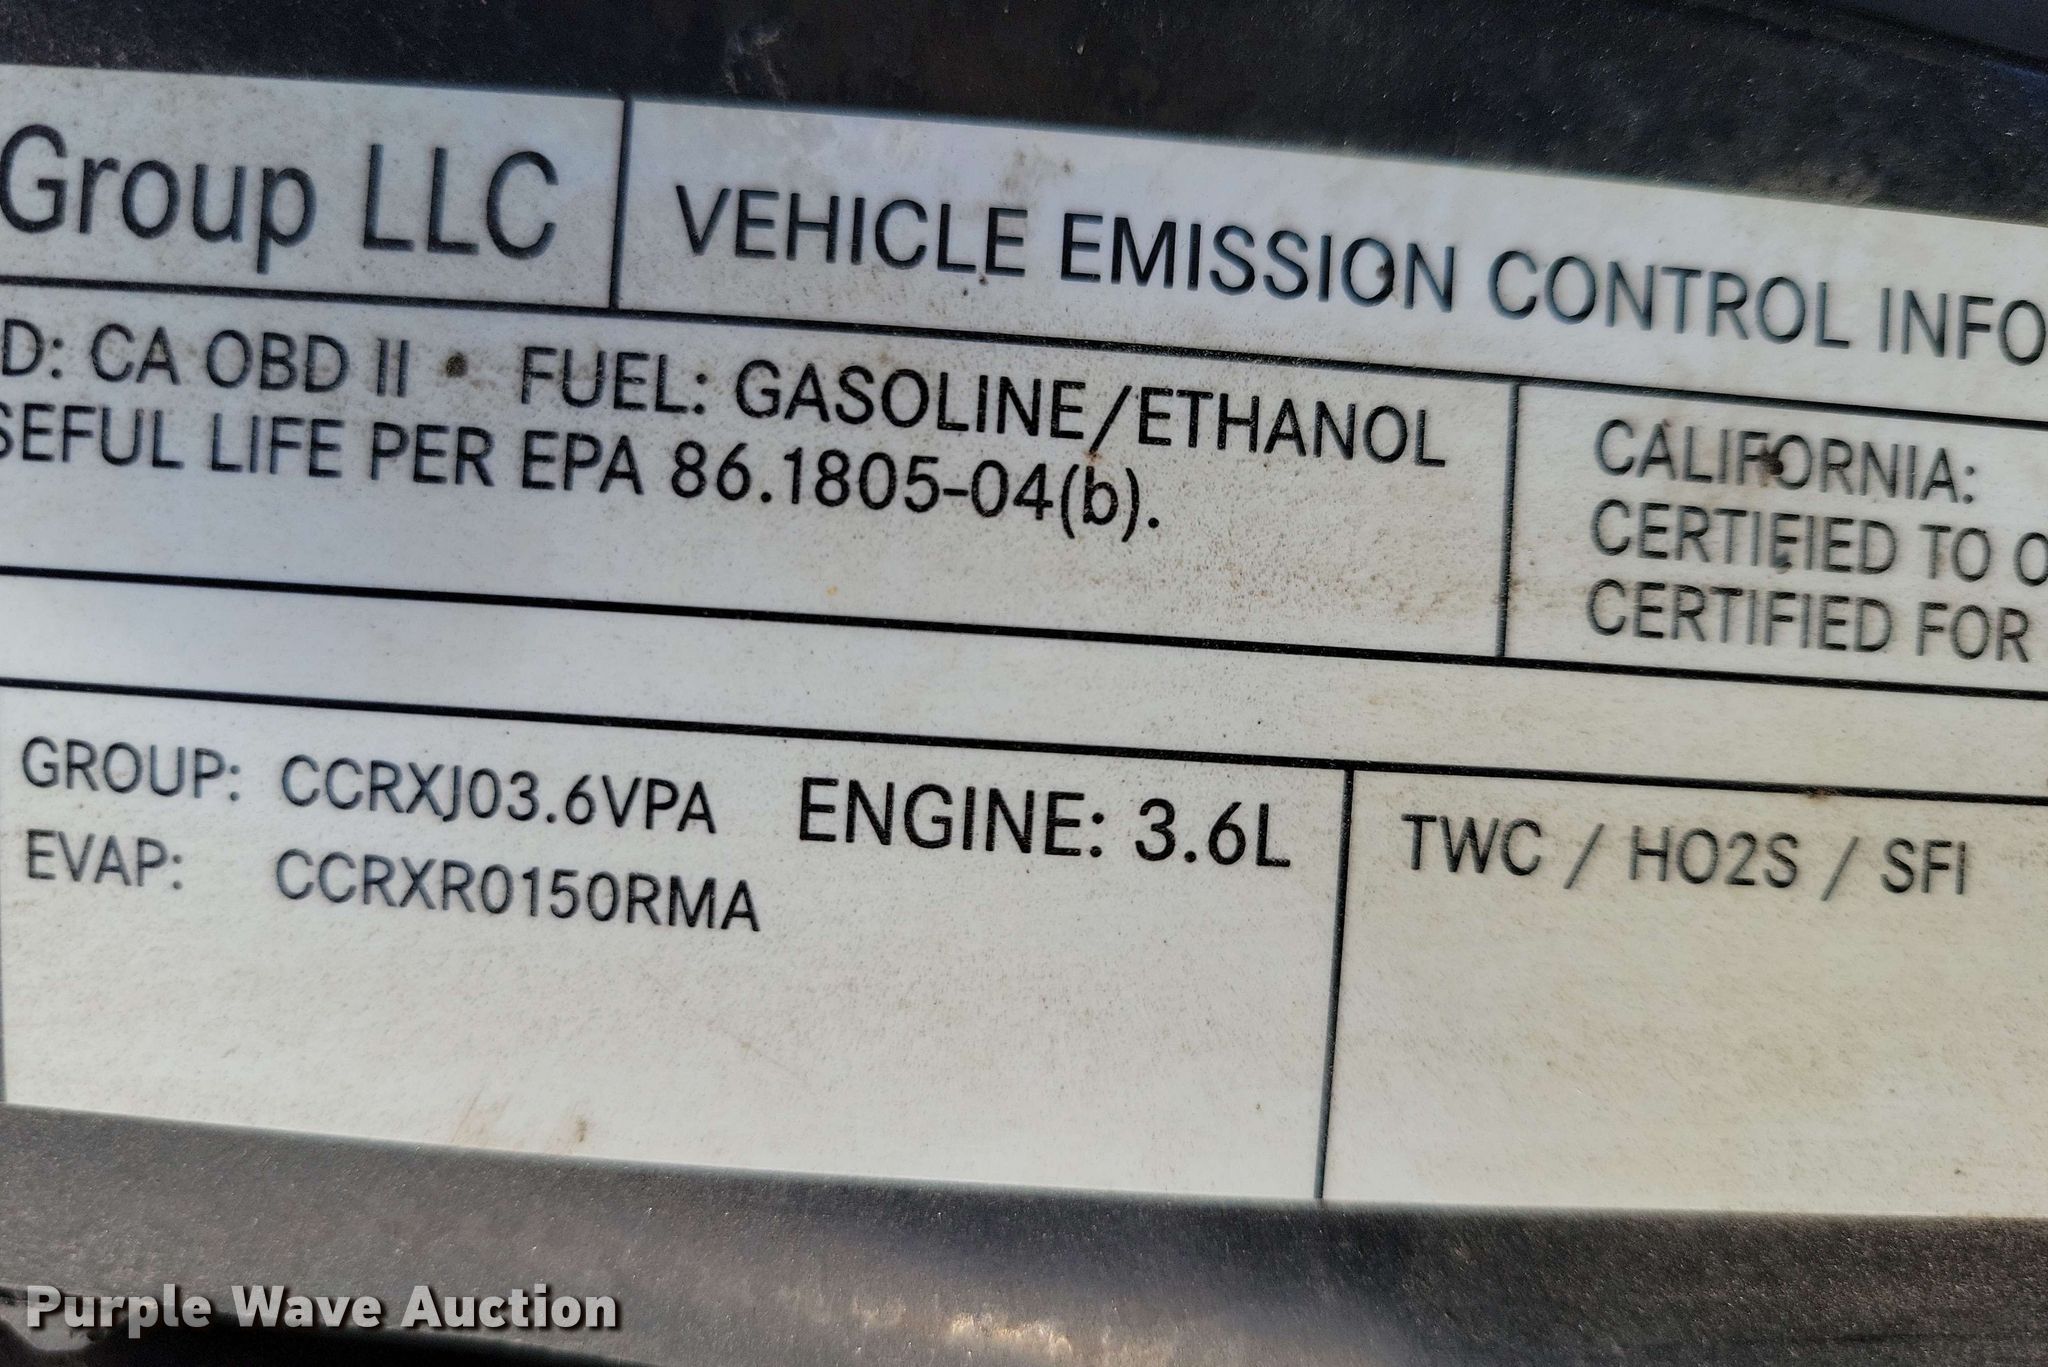 Group LLC
VEHICLE EMISSION CONTROL INFO
D: CA OBD II • FUEL: GASOLINE/ETHANOL
SEFUL LIFE PER EPA 86.1805-04(b).
CALIFORNIA:
CERTIFIED TO O
CERTIFIED FOR
GROUP: CCRXJ03.6VPA
EVAP: CCRXR0150RMA
ENGINE: 3.6L
TWC / HO2S / SFI
Purple Wave Auction